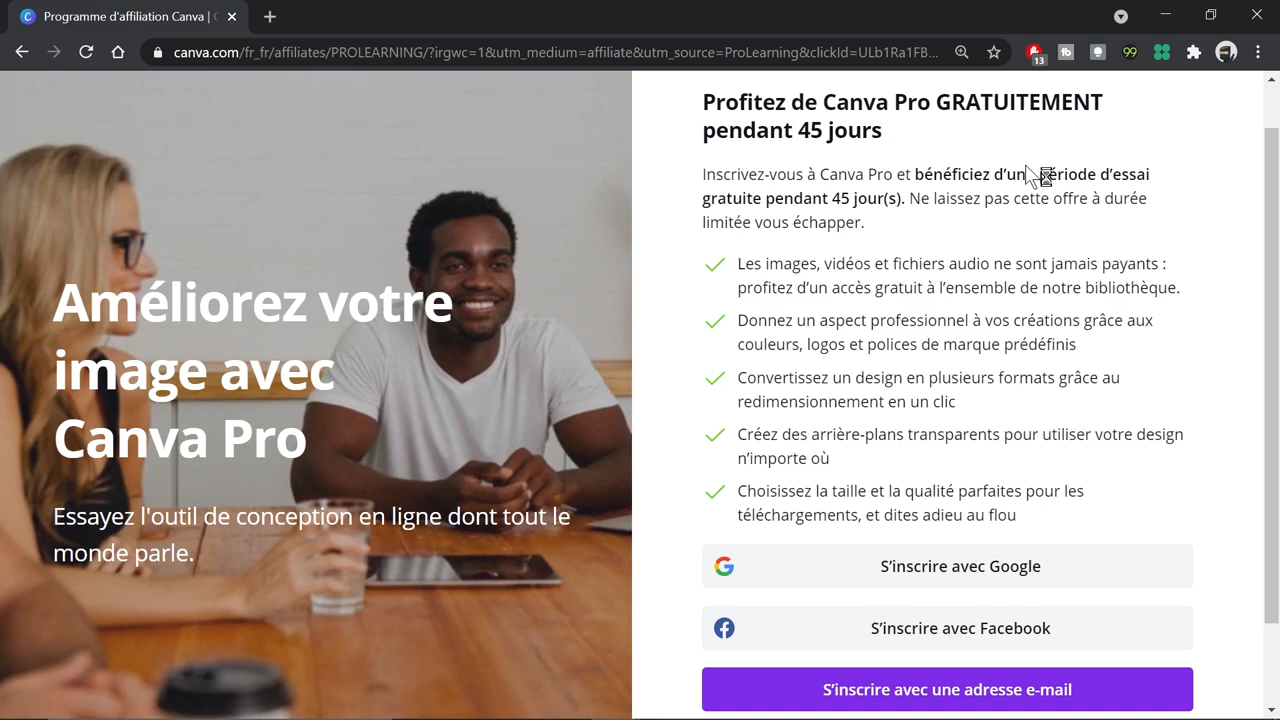 Programme d'affiliation Canva | C
canva.com/fr_fr/affiliates/PROLEARNING/?irgwc=1&utm_medium=affiliate&utm_source=ProLearning&clickId=ULb1Ra1FB...
13
Améliorez votre
image avec
Canva Pro
Essayez l'outil de conception en ligne dont tout le
monde parle.
Profitez de Canva Pro GRATUITEMENT
pendant 45 jours
Inscrivez-vous à Canva Pro et bénéficiez d’une période d’essai
gratuite pendant 45 jour(s). Ne laissez pas cette offre à durée
limitée vous échapper.
Les images, vidéos et fichiers audio ne sont jamais payants :
profitez d’un accès gratuit à l’ensemble de notre bibliothèque.
Donnez un aspect professionnel à vos créations grâce aux
couleurs, logos et polices de marque prédéfinis
Convertissez un design en plusieurs formats grâce au
redimensionnement en un clic
Créez des arrière-plans transparents pour utiliser votre design
n’importe où
Choisissez la taille et la qualité parfaites pour les
téléchargements, et dites adieu au flou
S’inscrire avec Google
S’inscrire avec Facebook
S’inscrire avec une adresse e-mail